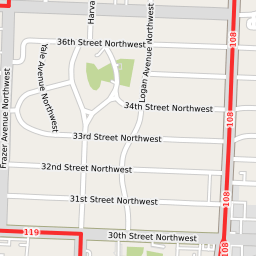 Harva
36th Street Northwest
108
Yale Avenue Northwest
Logan Avenue Northwest
Frazer Avenue Northwest
34th Street Northwest
108
33rd Street Northwest
32nd Street Northwest
31st Street Northwest
108
119
30th Street Northwest
108